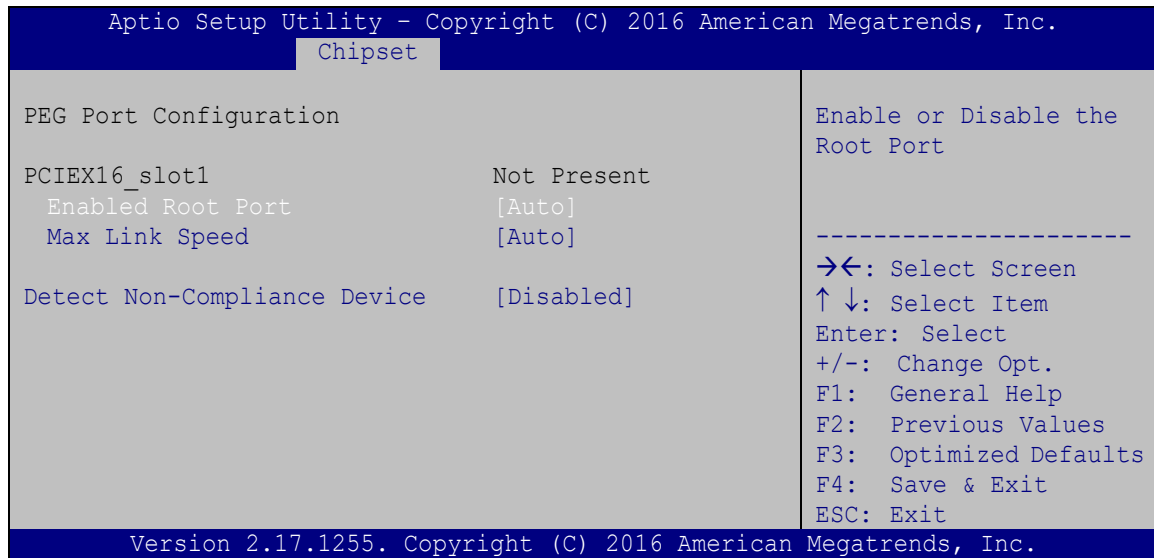 Aptio Setup Utility – Copyright (C) 2016 American Megatrends, Inc.
Chipset
PEG Port Configuration
PCIEX16_slot1 Not Present
Enabled Root Port [Auto]
Max Link Speed [Auto]
Detect Non-Compliance Device [Disabled]
Enable or Disable the
Root Port
----------------------
→←: Select Screen
↑ ↓: Select Item
Enter: Select
+/-: Change Opt.
F1: General Help
F2: Previous Values
F3: Optimized Defaults
F4: Save & Exit
ESC: Exit
Version 2.17.1255. Copyright (C) 2016 American Megatrends, Inc.